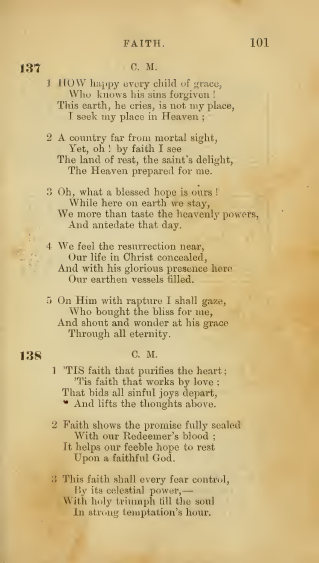 FAITH. 101
137 C. M.
1 HOW happy every child of grace,
Who knows his sins forgiven !
This earth, he cries, is not my place,
I seek my place in Heaven ;
2 A country far from mortal sight,
Yet, oh ! by faith I see
The land of rest, the saint's delight,
The Heaven prepared for me.
3 Oh, what a blessed hope is ours !
While here on earth we stay,
We more than taste the heavenly powers,
And antedate that day.
4 We feel the resurrection near,
Our life in Christ concealed,
And with his glorious presence here
Our earthen vessels filled.
5 On Him with rapture I shall gaze,
Who bought the bliss for me,
And shout and wonder at his grace
Through all eternity.
138 C. M.
1 'TIS faith that purifies the heart ;
'Tis faith that works by love ;
That bids all sinful joys depart,
And lifts the thoughts above.
2 Faith shows the promise fully sealed
With our Redeemer's blood ;
It helps our feeble hope to rest
Upon a faithful God.
3 This faith shall every fear control,
By its celestial power,—
With holy triumph fill the soul
In strong temptation's hour.